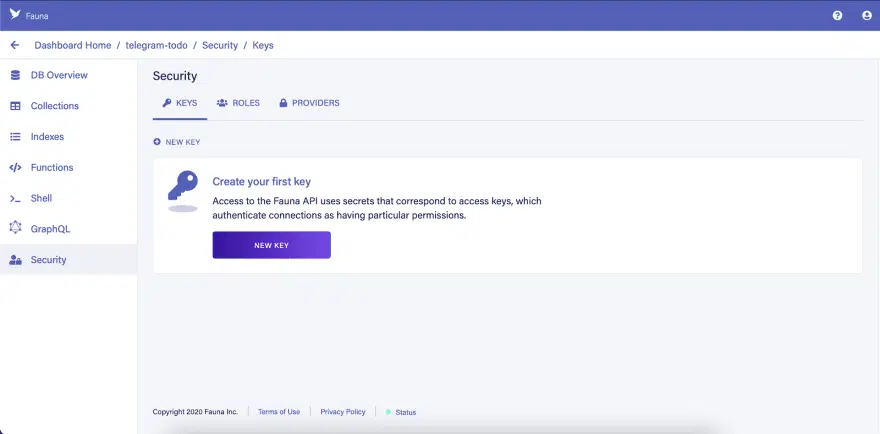 Fauna
Dashboard Home / telegram-todo / Security / Keys
DB Overview
Collections
Indexes
Functions
Shell
GraphQL
Security
Security
KEYS ROLES PROVIDERS
NEW KEY
Create your first key
Access to the Fauna API uses secrets that correspond to access keys, which
authenticate connections as having particular permissions.
NEW KEY
Copyright 2020 Fauna Inc. Terms of Use Privacy Policy Status